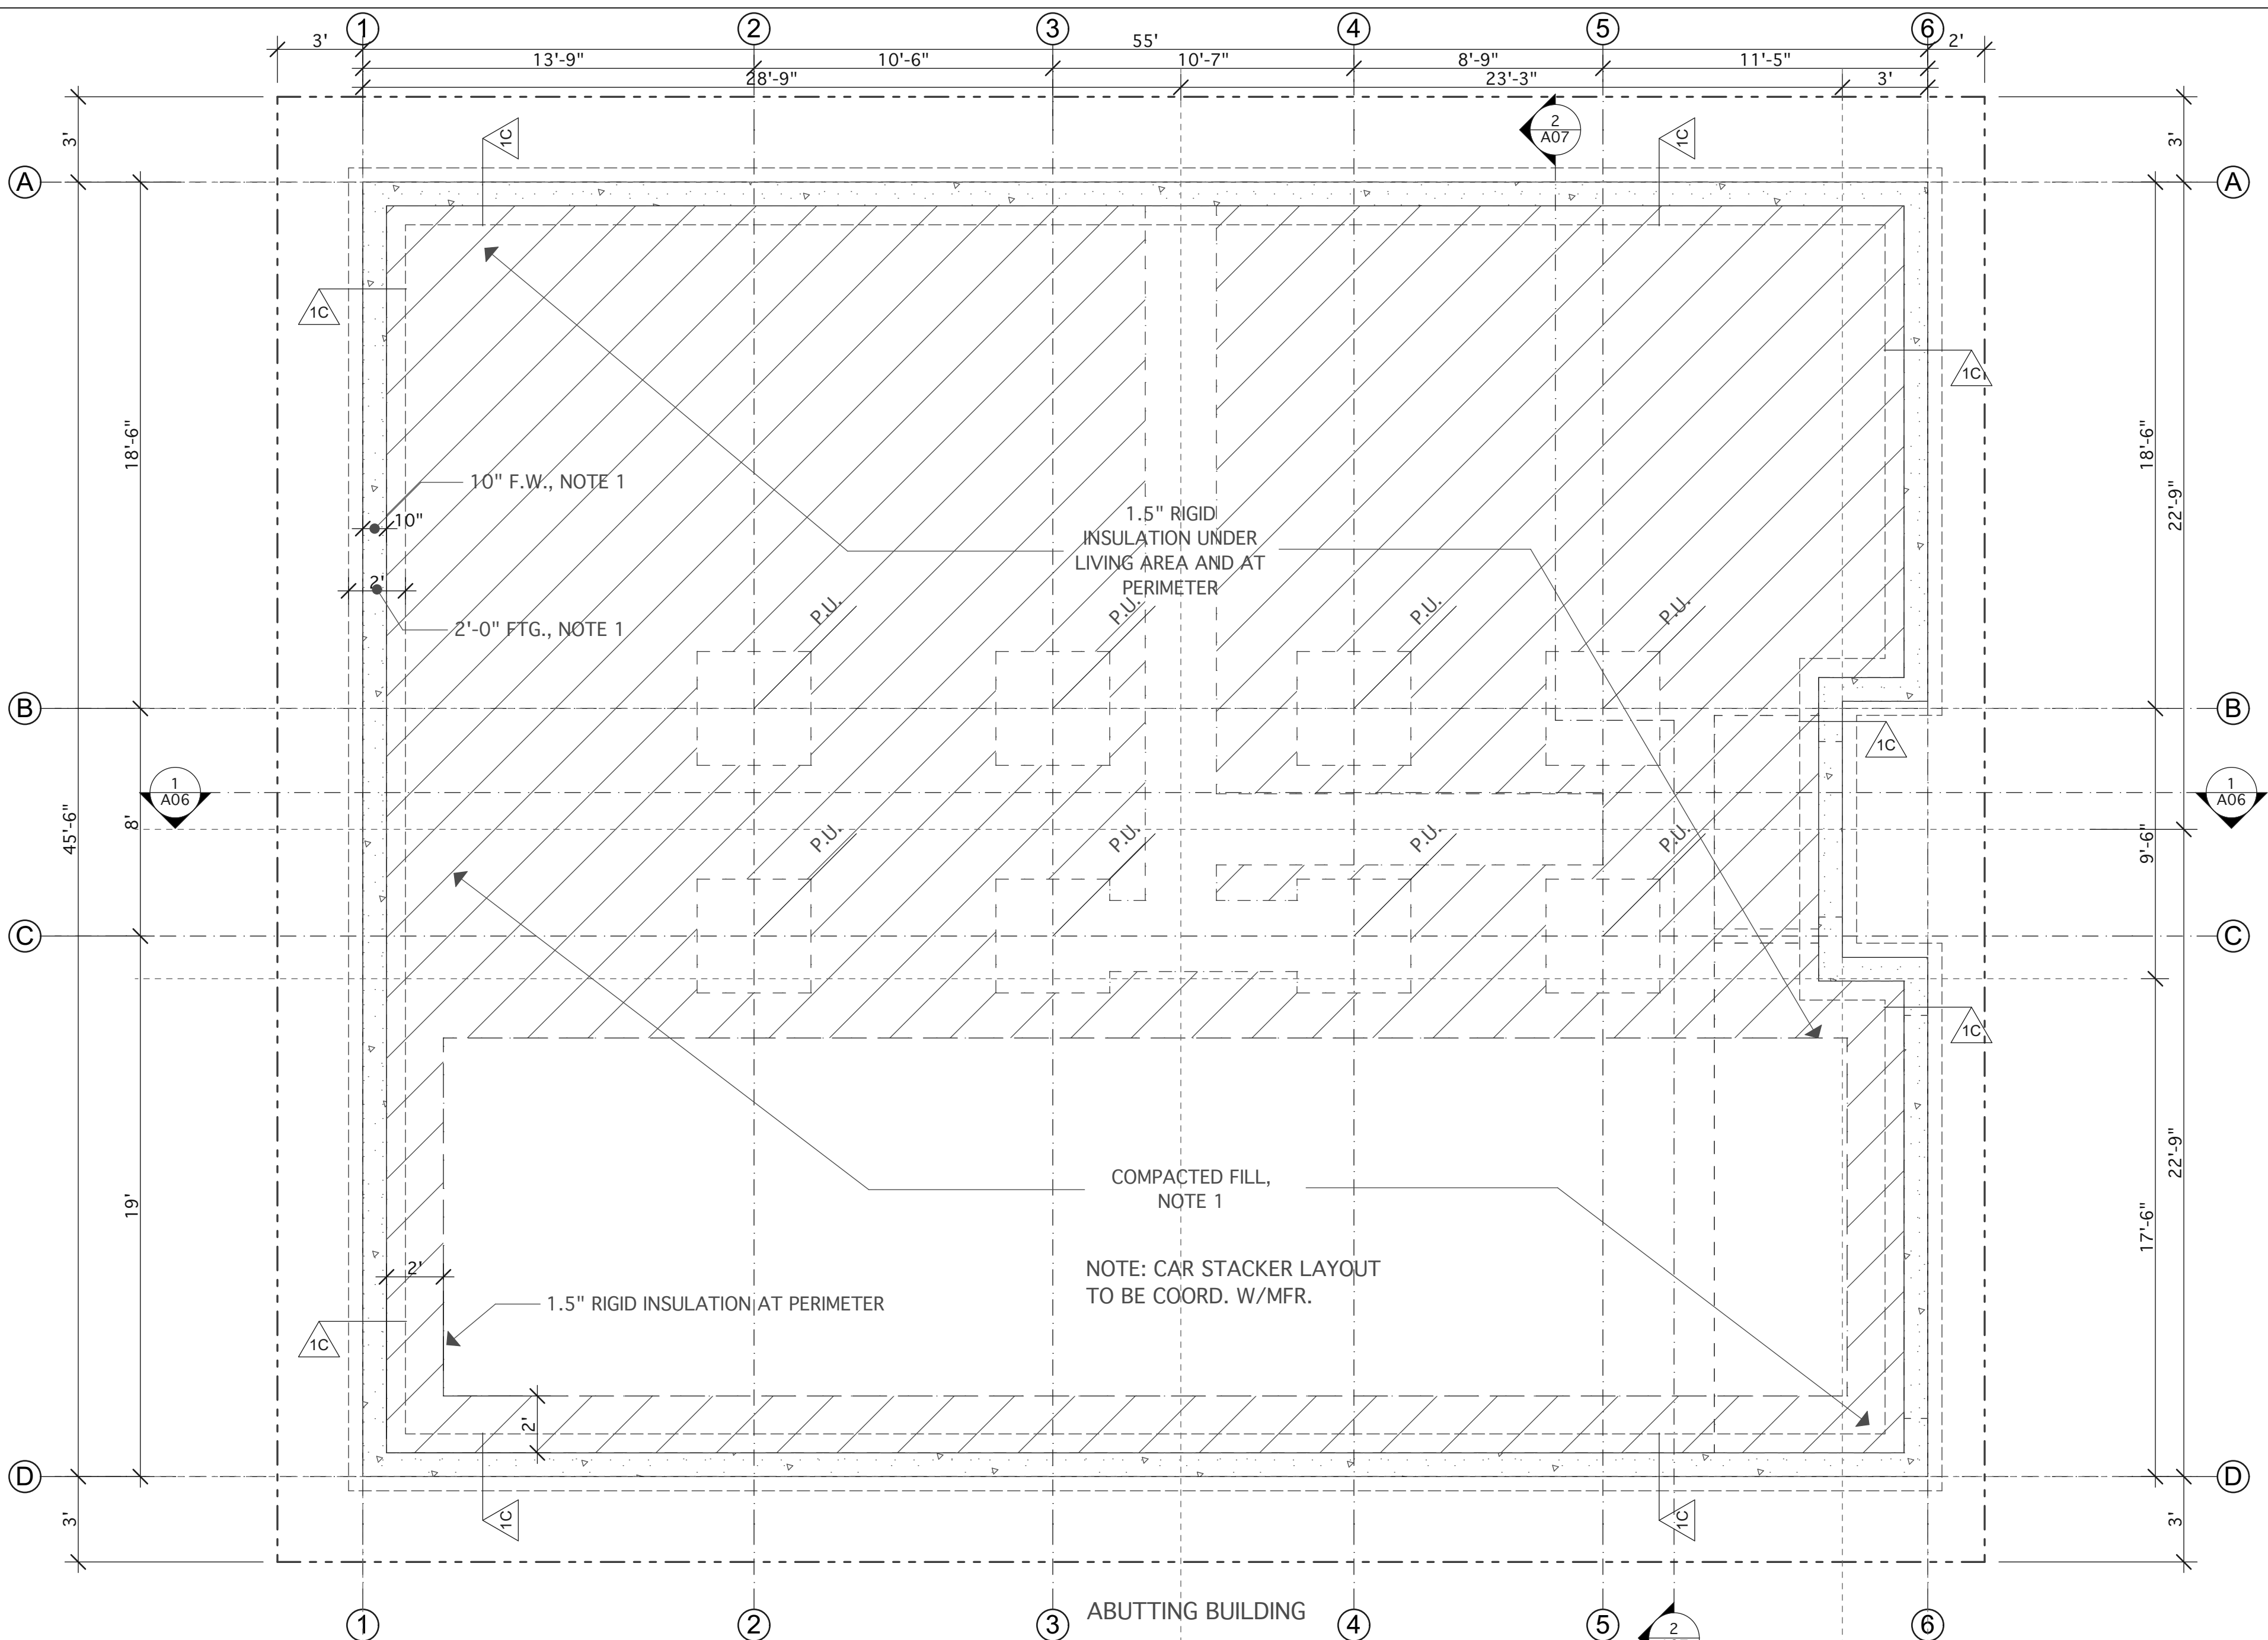 1 2 3 4 5 6
3' 55' 2'
13'-9" 10'-6" 10'-7" 8'-9" 11'-5"
28'-9" 23'-3" 3'
3' 3'
1C 1C
2
A07
A A
1C
1C
18'-6" 18'-6" 22'-9"
10" F.W., NOTE 1
10"
1.5" RIGID
INSULATION UNDER
LIVING AREA AND AT
PERIMETER
2'
2'-0" FTG., NOTE 1
P.U. P.U. P.U. P.U.
B B
1C
1
A06
1
A06
45'-6" 8' 9'-6"
P.U. P.U. P.U. P.U.
C C
1C
COMPACTED FILL,
NOTE 1
19' 17'-6" 22'-9"
NOTE: CAR STACKER LAYOUT
TO BE COORD. W/MFR.
2'
1.5" RIGID INSULATION AT PERIMETER
1C
2'
D D
3' 3'
1C 1C
ABUTTING BUILDING
1 2 3 4 5 6
2